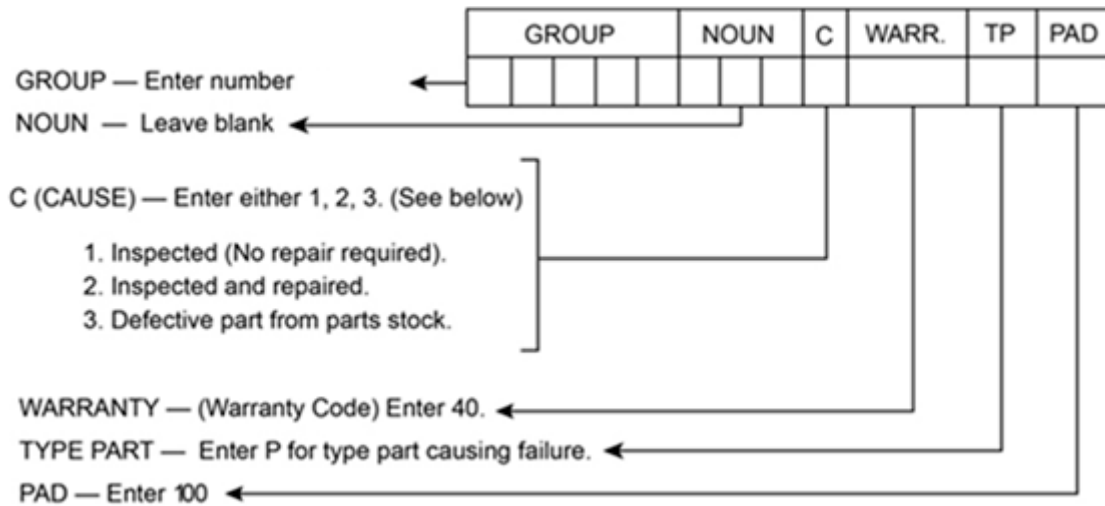 GROUP NOUN C WARR. TP PAD
GROUP — Enter number
NOUN — Leave blank
C (CAUSE) — Enter either 1, 2, 3. (See below)
1. Inspected (No repair required).
2. Inspected and repaired.
3. Defective part from parts stock.
WARRANTY — (Warranty Code) Enter 40.
TYPE PART — Enter P for type part causing failure.
PAD — Enter 100